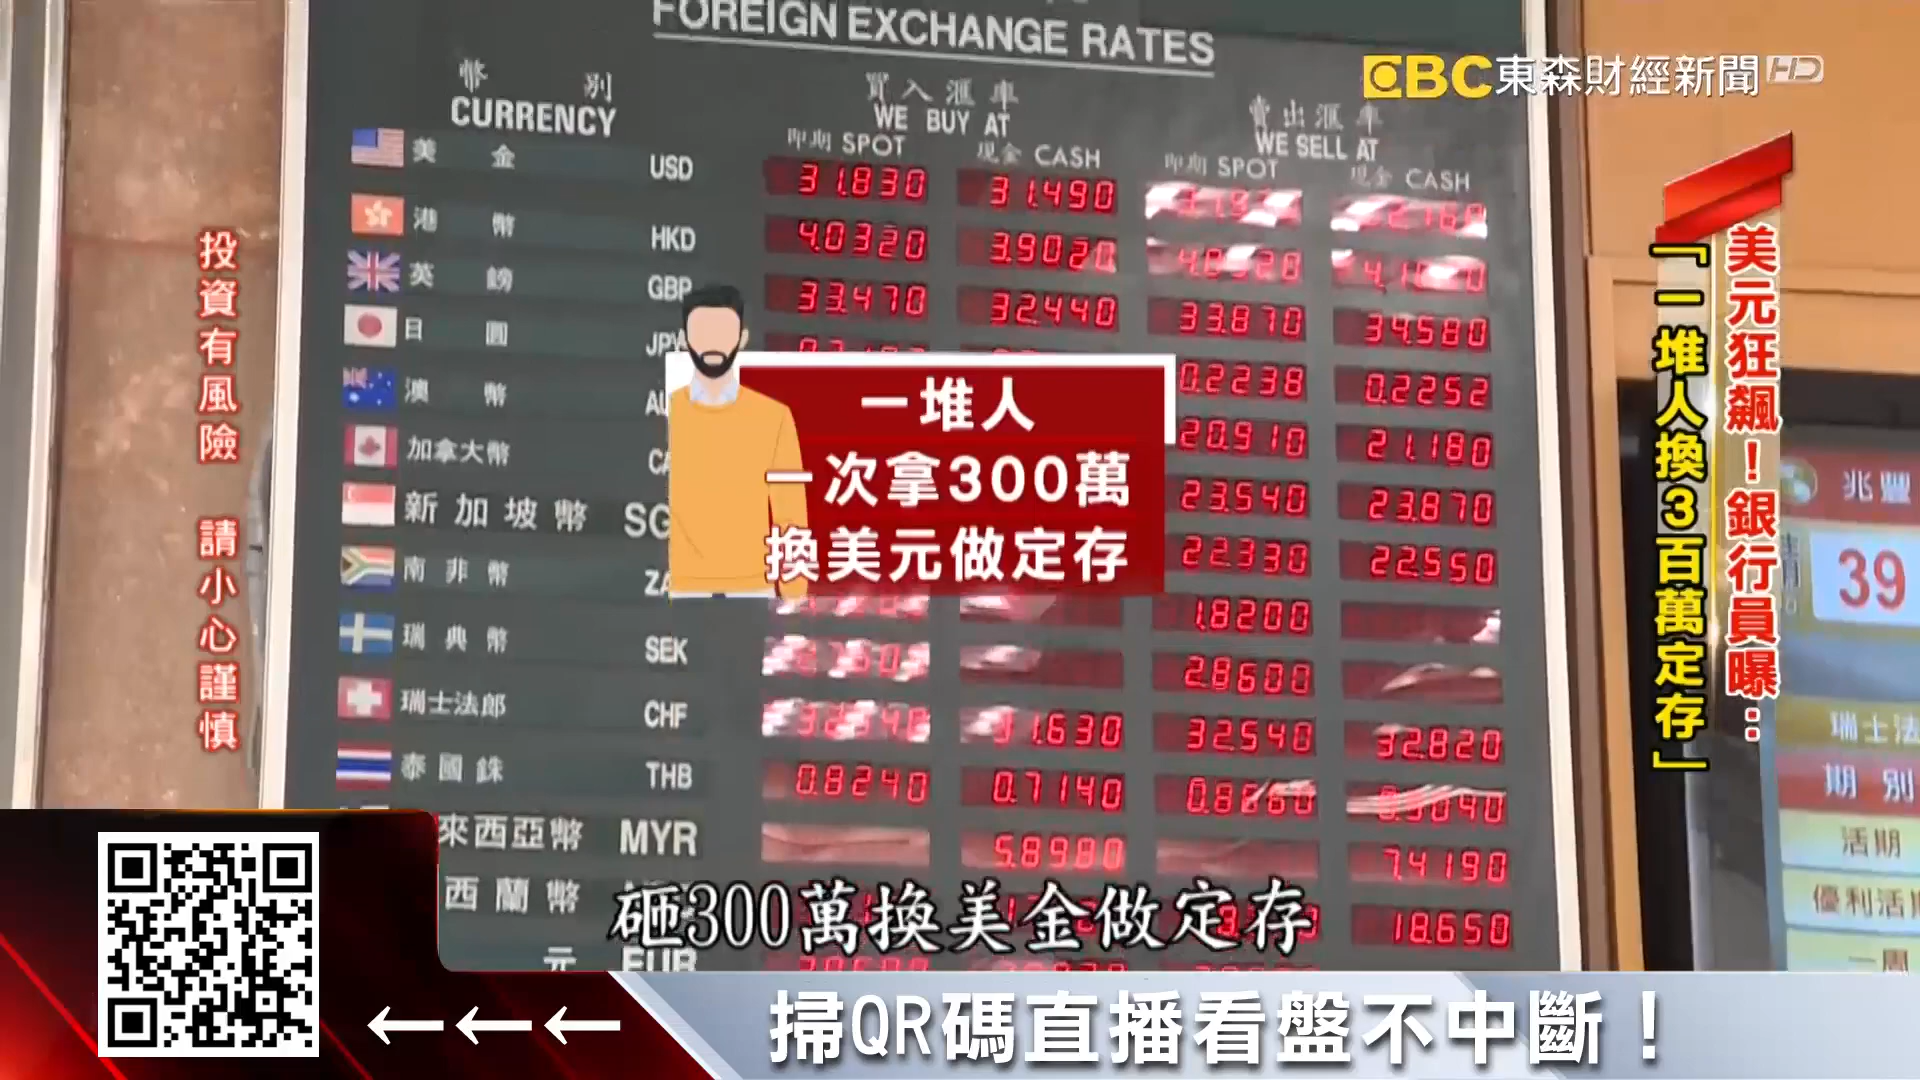 FOREIGN EXCHANGE RATES
EBC東森財經新聞HD
幣 別 買入匯率 賣出匯率
CURRENCY WE BUY AT WE SELL AT
即期 SPOT 現金 CASH 即期 SPOT 現金 CASH
美金 USD 31.830 31.490
港幣 HKD 4.0320 3.9020
英鎊 GBP 33.470 32.440 33.870 34.580
日圓 JPY 0.2238 0.2252
澳幣 20.910 21.180
加拿大幣 23.540 23.870
新加坡幣 22.330 22.550
南非幣 1.8200
瑞典幣 SEK 2.8600
瑞士法郎 CHF 31.630 32.540 32.820
泰國銖 THB 0.8240 0.7140
來西亞幣 MYR 5.8980 7.4190
西蘭幣 18.650
元 EUR
一堆人
一次拿300萬
換美元做定存
投資有風險 請小心謹慎
美元狂飆!銀行員曝:
「一堆人換3百萬定存」
兆豐
39
瑞士法
期別
活期
優利活期
砸300萬換美金做定存
←←←
掃QR碼直播看盤不中斷!